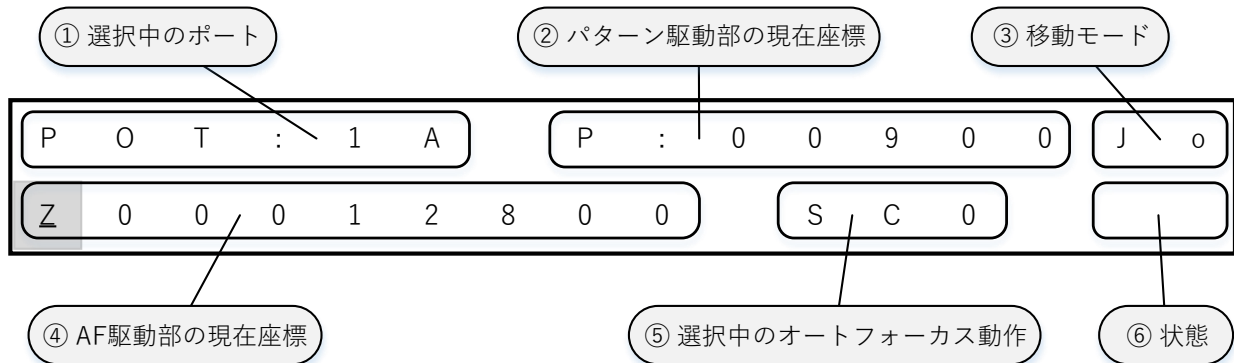 ① 選択中のポート ② パターン駆動部の現在座標 ③ 移動モード
P O T : 1 A P : 0 0 9 0 0 J o
Z 0 0 0 1 2 8 0 0 S C 0
④ AF駆動部の現在座標 ⑤ 選択中のオートフォーカス動作 ⑥ 状態